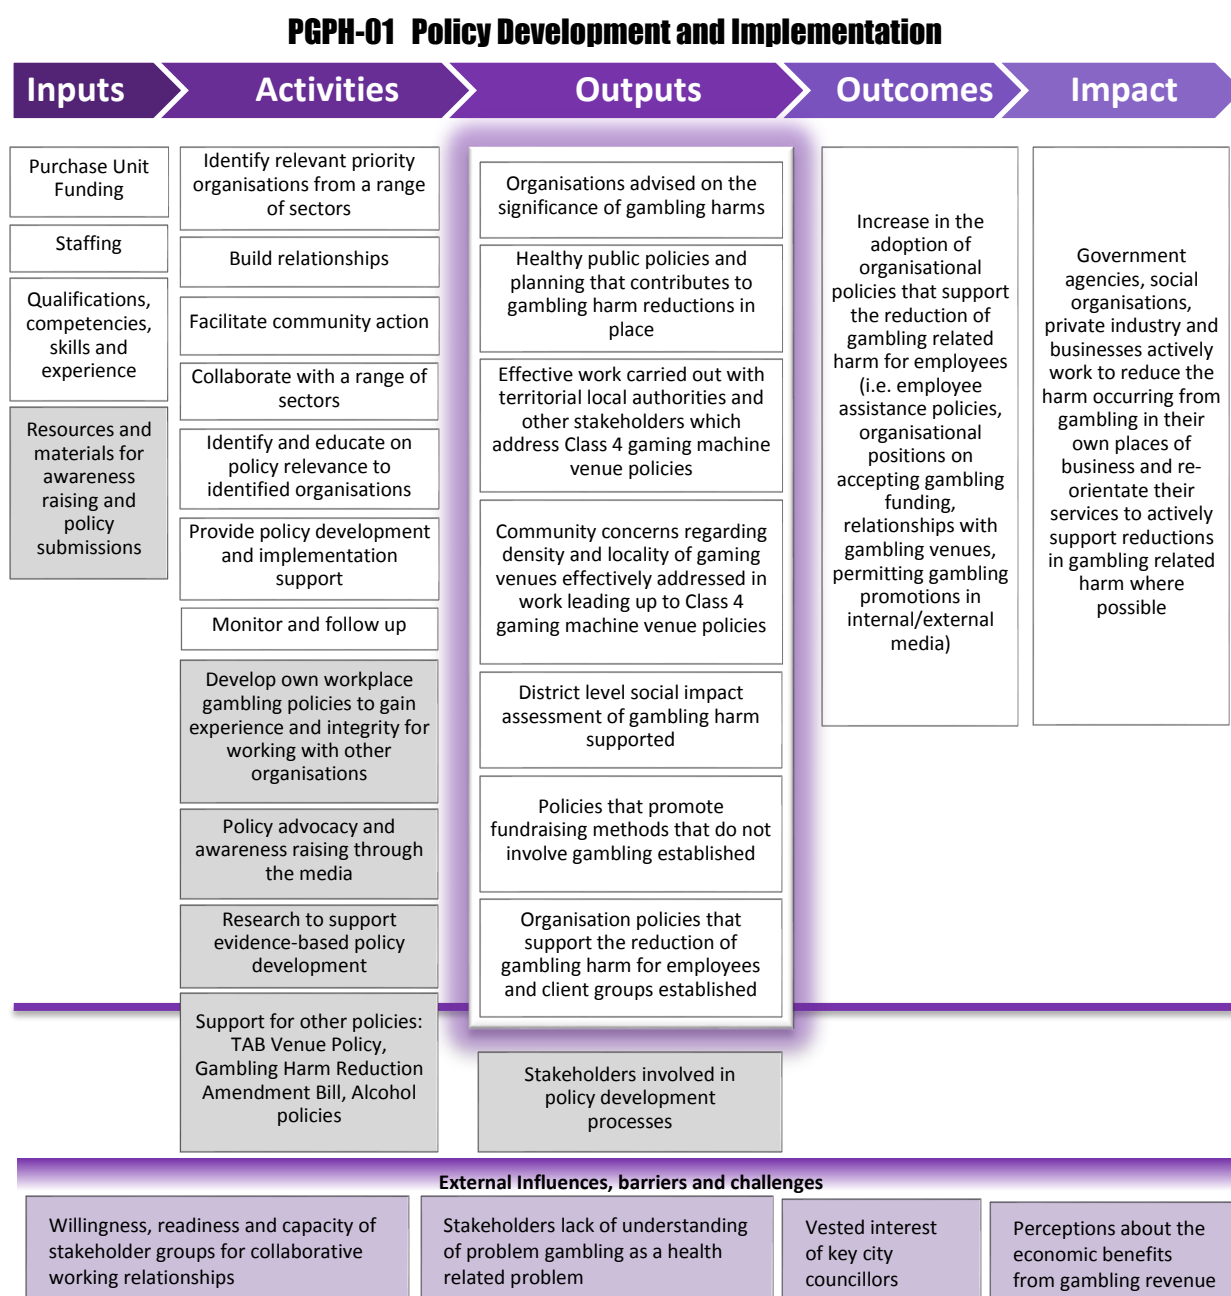 PGPH-01 Policy Development and Implementation
Inputs
Activities
Outputs
Outcomes
Impact
Purchase Unit
Funding
Staffing
Qualifications,
competencies,
skills and
experience
Resources and
materials for
awareness
raising and
policy
submissions
Identify relevant priority
organisations from a range
of sectors
Build relationships
Facilitate community action
Collaborate with a range of
sectors
Identify and educate on
policy relevance to
identified organisations
Provide policy development
and implementation
support
Monitor and follow up
Develop own workplace
gambling policies to gain
experience and integrity for
working with other
organisations
Policy advocacy and
awareness raising through
the media
Research to support
evidence-based policy
development
Support for other policies:
TAB Venue Policy,
Gambling Harm Reduction
Amendment Bill, Alcohol
policies
Organisations advised on the
significance of gambling harms
Healthy public policies and
planning that contributes to
gambling harm reductions in
place
Effective work carried out with
territorial local authorities and
other stakeholders which
address Class 4 gaming machine
venue policies
Community concerns regarding
density and locality of gaming
venues effectively addressed in
work leading up to Class 4
gaming machine venue policies
District level social impact
assessment of gambling harm
supported
Policies that promote
fundraising methods that do not
involve gambling established
Organisation policies that
support the reduction of
gambling harm for employees
and client groups established
Stakeholders involved in
policy development
processes
Increase in the
adoption of
organisational
policies that support
the reduction of
gambling related
harm for employees
(i.e. employee
assistance policies,
organisational
positions on
accepting gambling
funding,
relationships with
gambling venues,
permitting gambling
promotions in
internal/external
media)
Government
agencies, social
organisations,
private industry and
businesses actively
work to reduce the
harm occurring from
gambling in their
own places of
business and re-
orientate their
services to actively
support reductions
in gambling related
harm where
possible
External Influences, barriers and challenges
Willingness, readiness and capacity of
stakeholder groups for collaborative
working relationships
Stakeholders lack of understanding
of problem gambling as a health
related problem
Vested interest
of key city
councillors
Perceptions about the
economic benefits
from gambling revenue